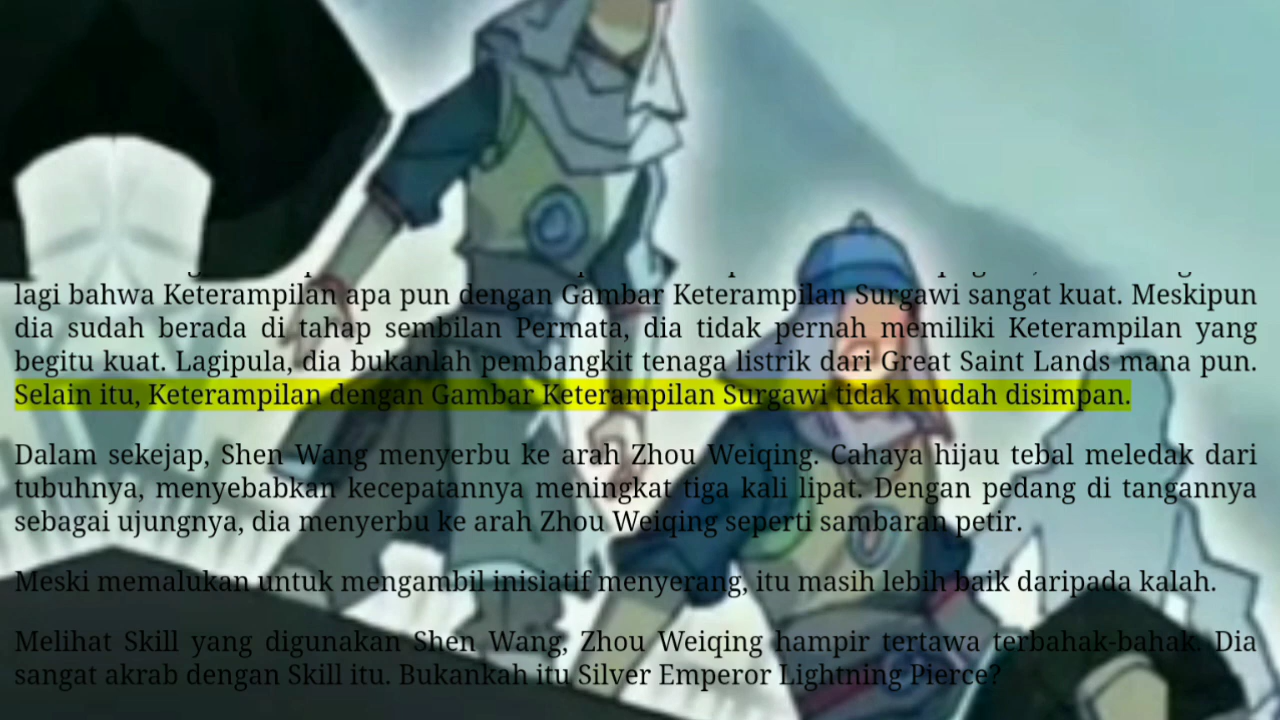 lagi bahwa Keterampilan apa pun dengan Gambar Keterampilan Surgawi sangat kuat. Meskipun
dia sudah berada di tahap sembilan Permata, dia tidak pernah memiliki Keterampilan yang
begitu kuat. Lagipula, dia bukanlah pembangkit tenaga listrik dari Great Saint Lands mana pun.
Selain itu, Keterampilan dengan Gambar Keterampilan Surgawi tidak mudah disimpan.
Dalam sekejap, Shen Wang menyerbu ke arah Zhou Weiqing. Cahaya hijau tebal meledak dari
tubuhnya, menyebabkan kecepatannya meningkat tiga kali lipat. Dengan pedang di tangannya
sebagai ujungnya, dia menyerbu ke arah Zhou Weiqing seperti sambaran petir.
Meski memalukan untuk mengambil inisiatif menyerang, itu masih lebih baik daripada kalah.
Melihat Skill yang digunakan Shen Wang, Zhou Weiqing hampir tertawa terbahak-bahak. Dia
sangat akrab dengan Skill itu. Bukankah itu Silver Emperor Lightning Pierce?